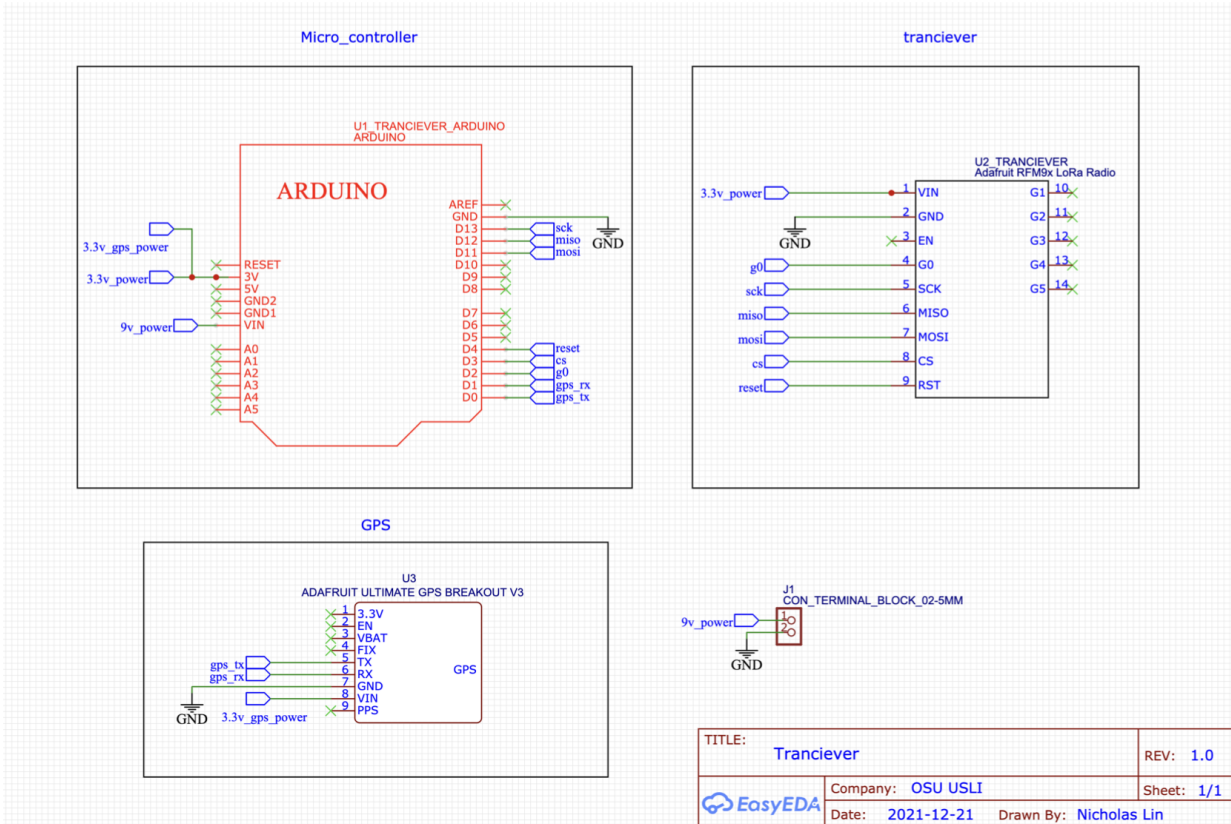 Micro_controller
U1_TRANCIEVER_ARDUINO
ARDUINO
ARDUINO
3.3v_gps_power
3.3v_power
9v_power
RESET
3V
5V
GND2
GND1
VIN
A0
A1
A2
A3
A4
A5
AREF
GND
D13
D12
D11
D10
D9
D8
D7
D6
D5
D4
D3
D2
D1
D0
sck
miso
mosi
GND
reset
cs
g0
gps_rx
gps_tx
tranciever
U2_TRANCIEVER
Adafruit RFM9x LoRa Radio
3.3v_power 1 VIN
GND 2 GND
3 EN
g0 4 G0
sck 5 SCK
miso 6 MISO
mosi 7 MOSI
cs 8 CS
reset 9 RST
G1 10
G2 11
G3 12
G4 13
G5 14
GPS
U3
ADAFRUIT ULTIMATE GPS BREAKOUT V3
1 3.3V
2 EN
3 VBAT
4 FIX
gps_tx 5 TX
gps_rx 6 RX
7 GND
8 VIN
9 PPS
GND
3.3v_gps_power
GPS
J1
CON_TERMINAL_BLOCK_02-5MM
9v_power 1
2
GND
TITLE:
Tranciever
REV: 1.0
EasyEDA
Company: OSU USLI
Sheet: 1/1
Date: 2021-12-21 Drawn By: Nicholas Lin